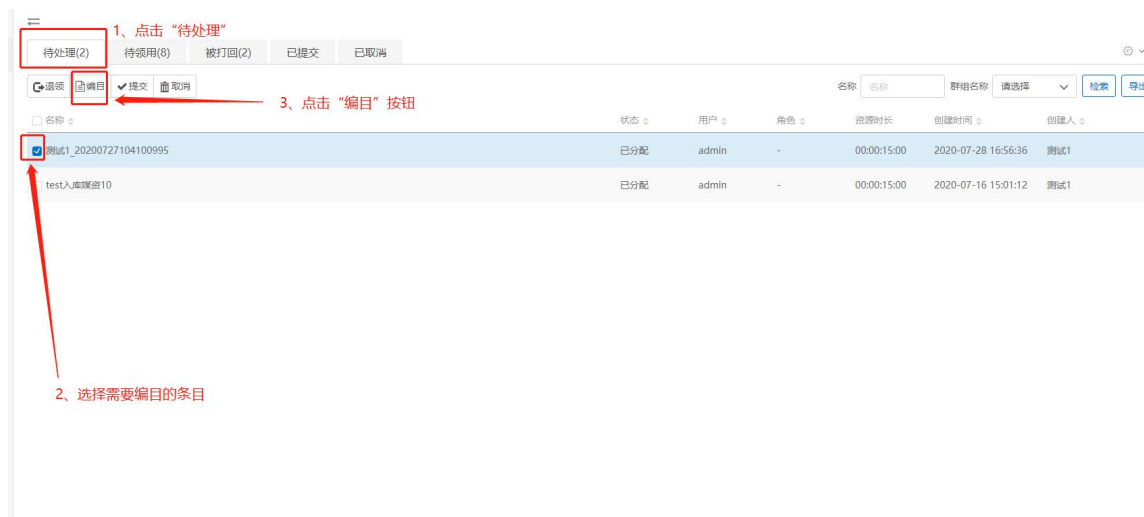 1、点击“待处理”
待处理(2) 待领用(8) 被打回(2) 已提交 已取消
退领 编目 提交 取消 名称 名称 群组名称 请选择 检索 导出
3、点击“编目”按钮
名称 状态 用户 角色 资源时长 创建时间 创建人
测试1_20200727104100995 已分配 admin - 00:00:15:00 2020-07-28 16:56:36 测试1
test入库媒资10 已分配 admin - 00:00:15:00 2020-07-16 15:01:12 测试1
2、选择需要编目的条目